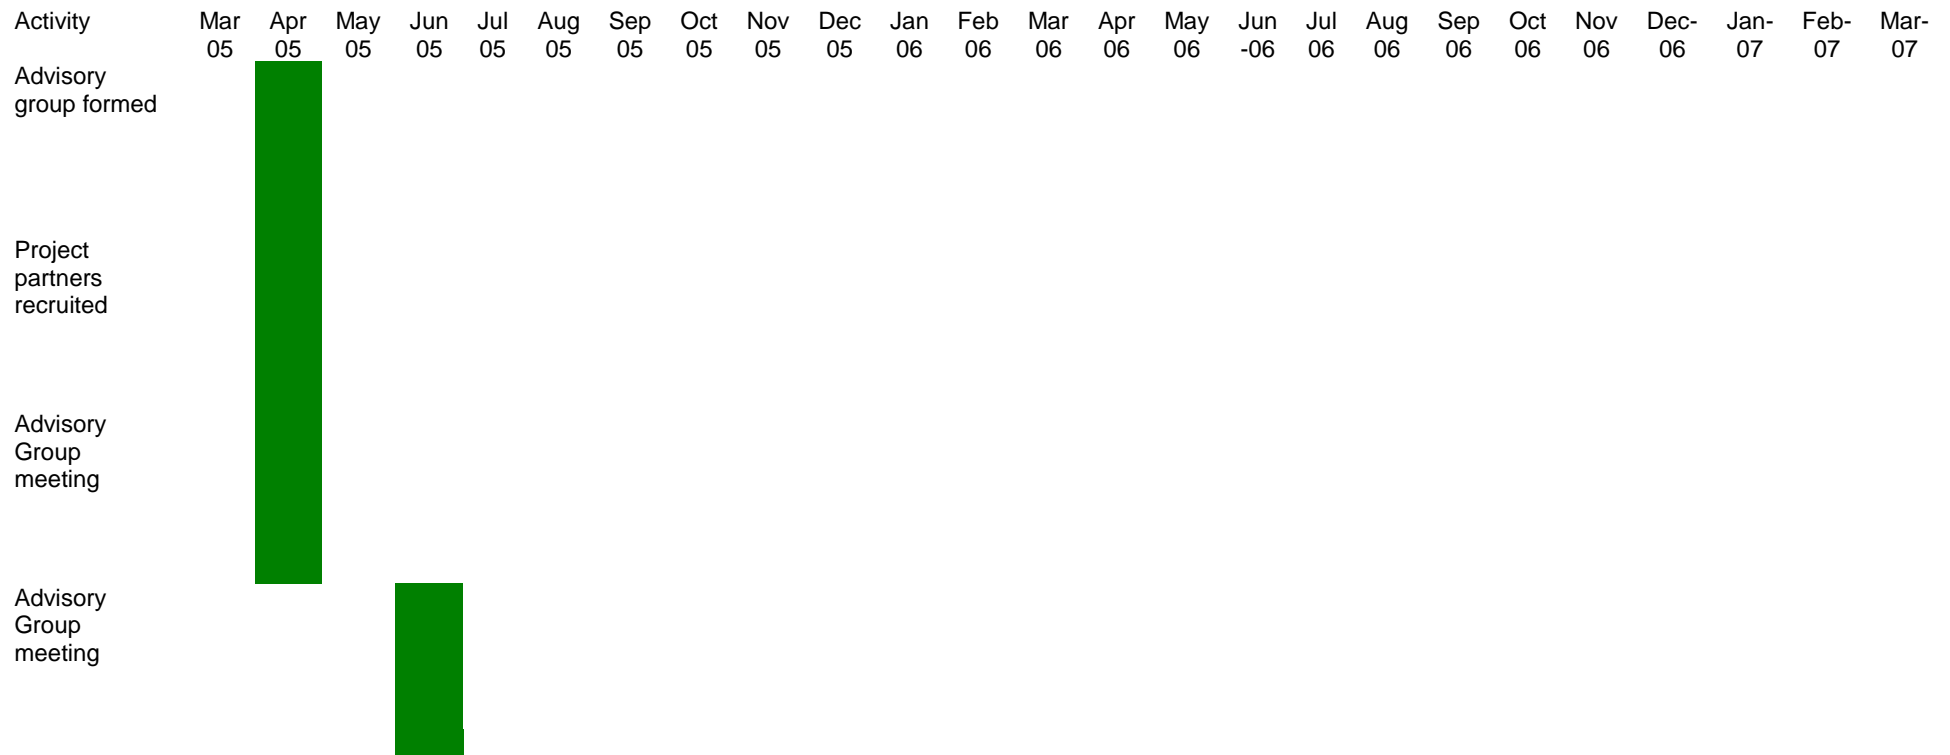 Activity Mar Apr May Jun Jul Aug Sep Oct Nov Dec Jan Feb Mar Apr May Jun Jul Aug Sep Oct Nov Dec- Jan- Feb- Mar-
05 05 05 05 05 05 05 05 05 05 06 06 06 06 06 -06 06 06 06 06 06 06 07 07 07
Advisory
group formed
Project
partners
recruited
Advisory
Group
meeting
Advisory
Group
meeting